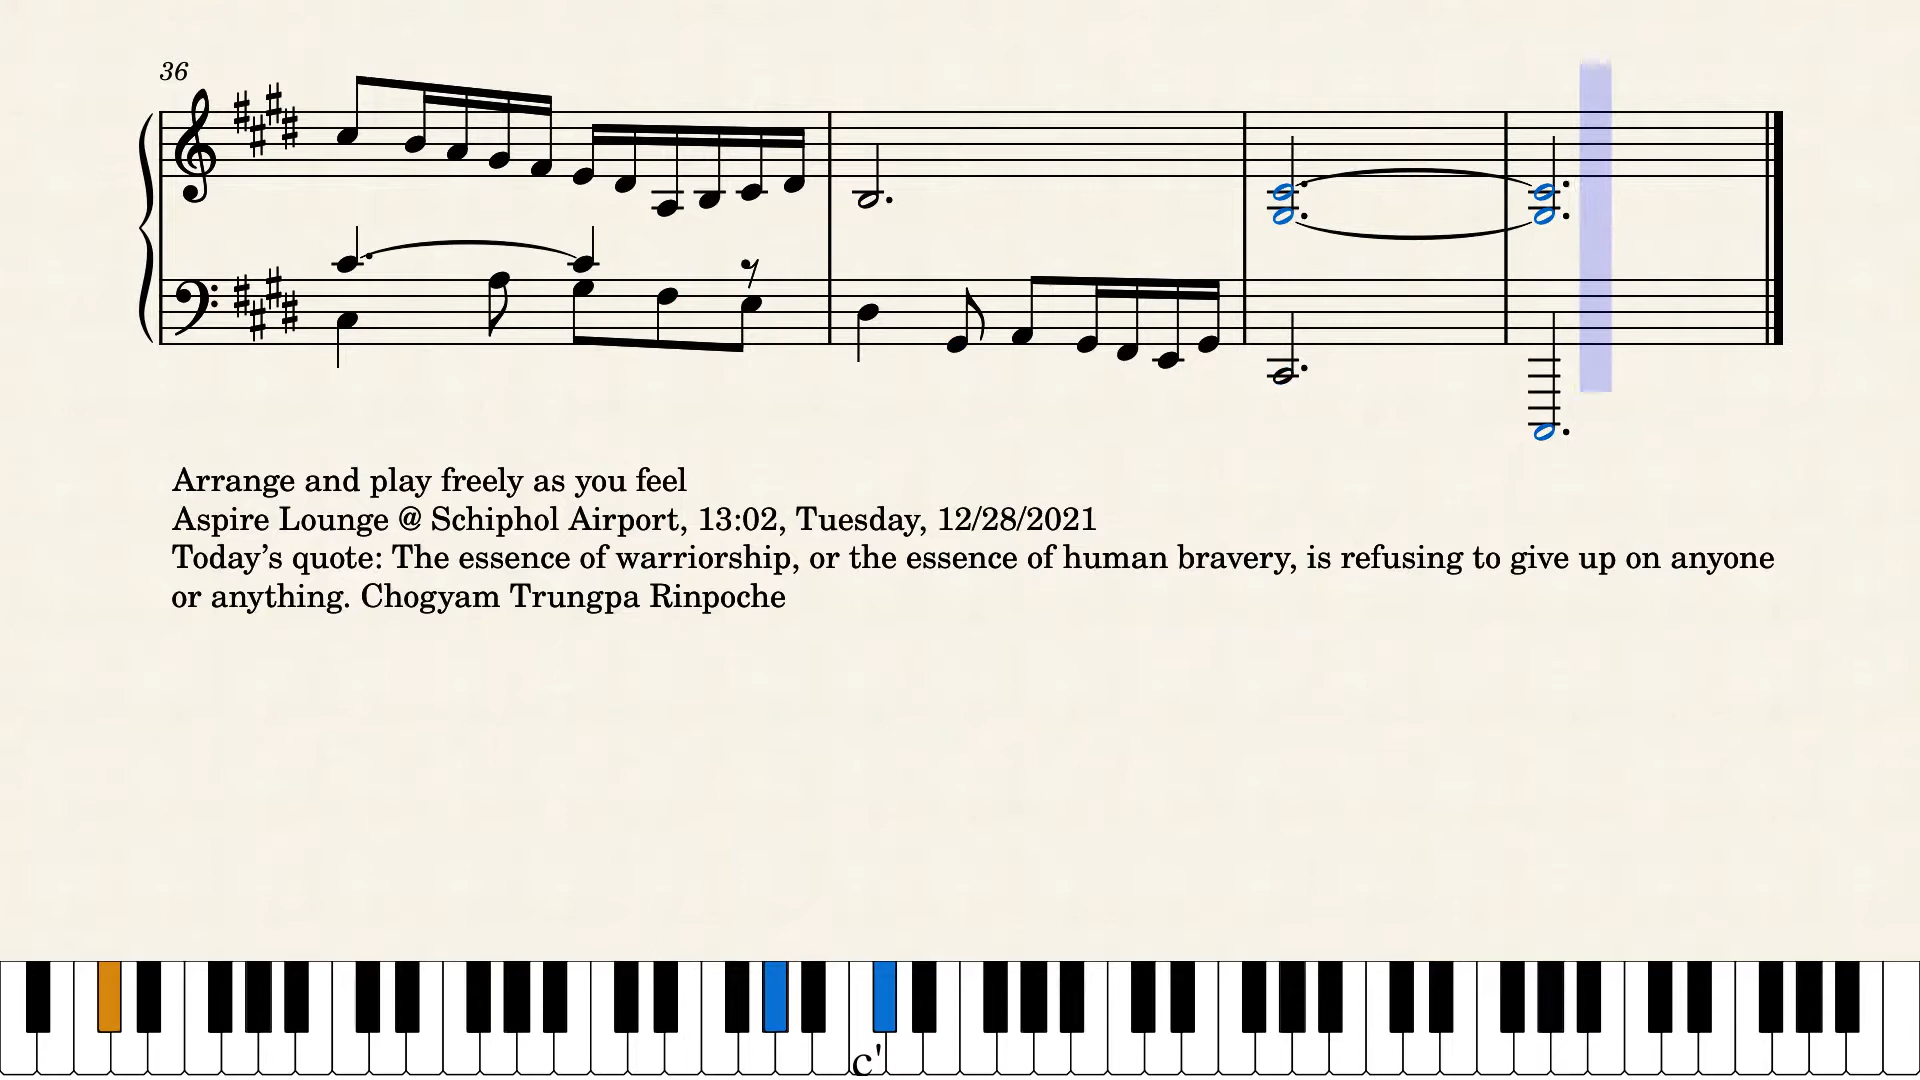 36
Arrange and play freely as you feel
Aspire Lounge @ Schiphol Airport, 13:02, Tuesday, 12/28/2021
Today’s quote: The essence of warriorship, or the essence of human bravery, is refusing to give up on anyone
or anything. Chogyam Trungpa Rinpoche
c'